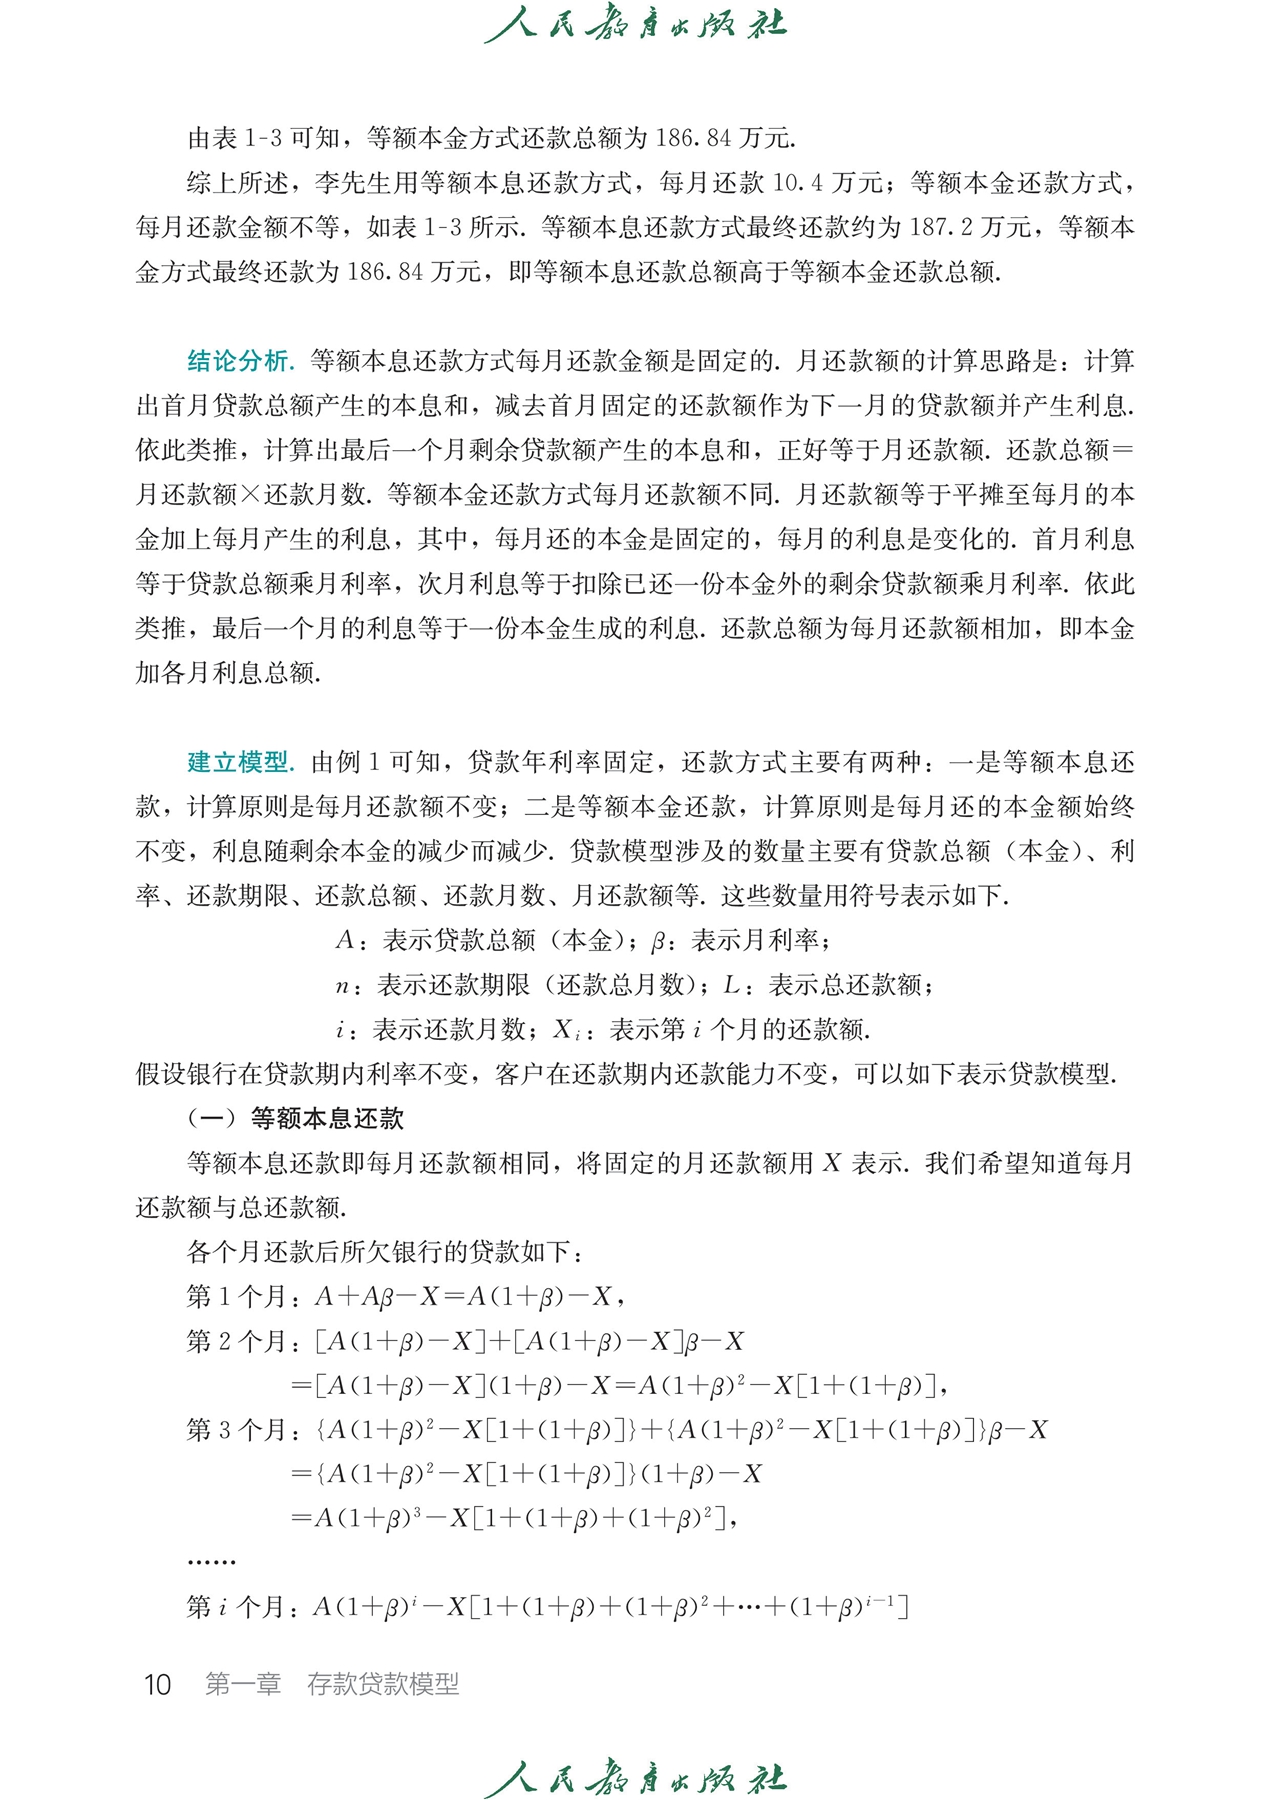 人民教育出版社
由表 1-3 可知，等额本金方式还款总额为 186.84 万元.
综上所述，李先生用等额本息还款方式，每月还款 10.4 万元；等额本金还款方式，
每月还款金额不等，如表 1-3 所示. 等额本息还款方式最终还款约为 187.2 万元，等额本
金方式最终还款为 186.84 万元，即等额本息还款总额高于等额本金还款总额.
结论分析. 等额本息还款方式每月还款金额是固定的. 月还款额的计算思路是：计算
出首月贷款总额产生的本息和，减去首月固定的还款额作为下一月的贷款额并产生利息.
依此类推，计算出最后一个月剩余贷款额产生的本息和，正好等于月还款额. 还款总额＝
月还款额×还款月数. 等额本金还款方式每月还款额不同. 月还款额等于平摊至每月的本
金加上每月产生的利息，其中，每月还的本金是固定的，每月的利息是变化的. 首月利息
等于贷款总额乘月利率，次月利息等于扣除已还一份本金外的剩余贷款额乘月利率. 依此
类推，最后一个月的利息等于一份本金生成的利息. 还款总额为每月还款额相加，即本金
加各月利息总额.
建立模型. 由例 1 可知，贷款年利率固定，还款方式主要有两种：一是等额本息还
款，计算原则是每月还款额不变；二是等额本金还款，计算原则是每月还的本金额始终
不变，利息随剩余本金的减少而减少. 贷款模型涉及的数量主要有贷款总额（本金）、利
率、还款期限、还款总额、还款月数、月还款额等. 这些数量用符号表示如下.
A：表示贷款总额（本金）；β：表示月利率；
n：表示还款期限（还款总月数）；L：表示总还款额；
i：表示还款月数；Xᵢ：表示第 i 个月的还款额.
假设银行在贷款期内利率不变，客户在还款期内还款能力不变，可以如下表示贷款模型.
（一）等额本息还款
等额本息还款即每月还款额相同，将固定的月还款额用 X 表示. 我们希望知道每月
还款额与总还款额.
各个月还款后所欠银行的贷款如下：
第 1 个月：A＋Aβ－X＝A(1＋β)－X，
第 2 个月：[A(1＋β)－X]＋[A(1＋β)－X]β－X
＝[A(1＋β)－X](1＋β)－X＝A(1＋β)²－X[1＋(1＋β)]，
第 3 个月：{A(1＋β)²－X[1＋(1＋β)]}＋{A(1＋β)²－X[1＋(1＋β)]}β－X
＝{A(1＋β)²－X[1＋(1＋β)]}(1＋β)－X
＝A(1＋β)³－X[1＋(1＋β)＋(1＋β)²]，
……
第 i 个月：A(1＋β)ⁱ－X[1＋(1＋β)＋(1＋β)²＋…＋(1＋β)ⁱ⁻¹]
10 第一章 存款贷款模型
人民教育出版社